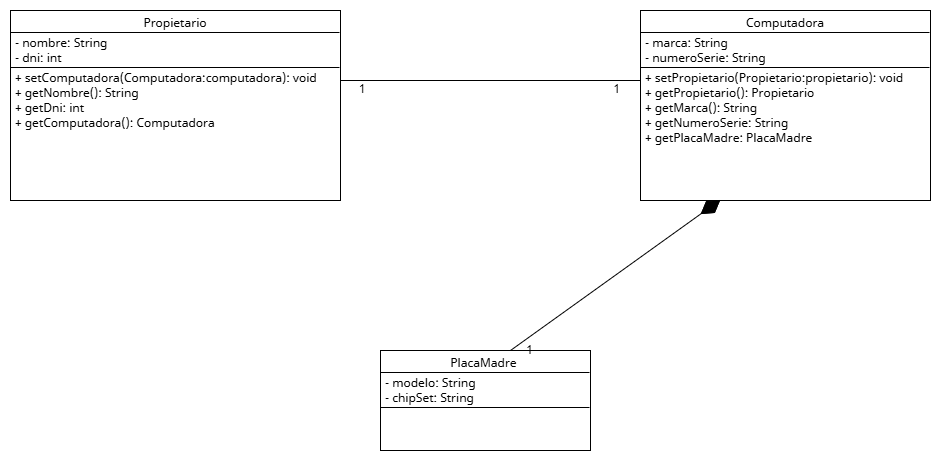 Propietario
- nombre: String
- dni: int
+ setComputadora(Computadora:computadora): void
+ getNombre(): String
+ getDni: int
+ getComputadora(): Computadora
1
1
Computadora
- marca: String
- numeroSerie: String
+ setPropietario(Propietario:propietario): void
+ getPropietario(): Propietario
+ getMarca(): String
+ getNumeroSerie: String
+ getPlacaMadre: PlacaMadre
1
PlacaMadre
- modelo: String
- chipSet: String